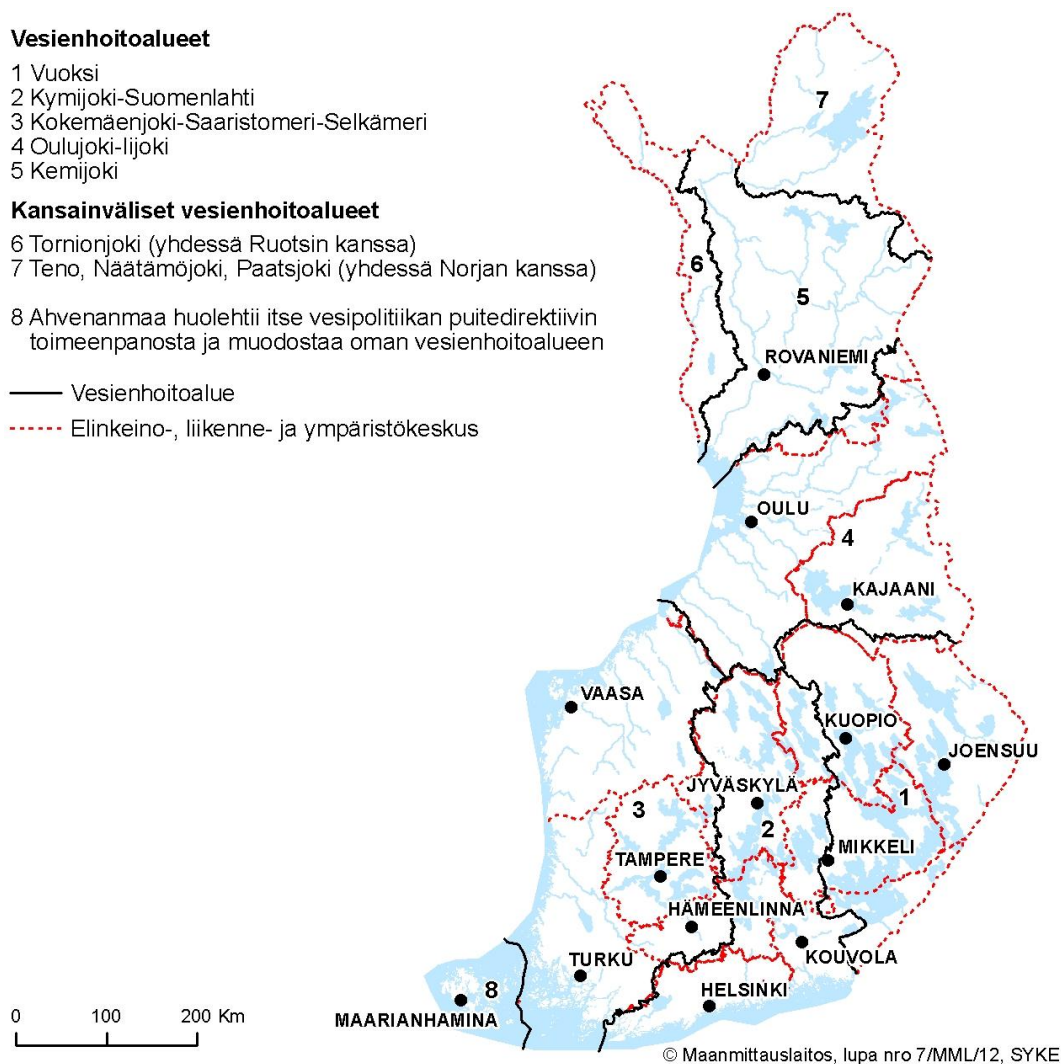 Vesienhoitoalueet
1 Vuoksi
2 Kymijoki-Suomenlahti
3 Kokemäenjoki-Saaristomeri-Selkämeri
4 Oulujoki-Iijoki
5 Kemijoki
Kansainväliset vesienhoitoalueet
6 Tornionjoki (yhdessä Ruotsin kanssa)
7 Teno, Näätämöjoki, Paatsjoki (yhdessä Norjan kanssa)
8 Ahvenanmaa huolehtii itse vesipolitiikan puitedirektiivin
toimeenpanosta ja muodostaa oman vesienhoitoalueen
Vesienhoitoalue
Elinkeino-, liikenne- ja ympäristökeskus
7
6
5
ROVANIEMI
OULU
4
KAJAANI
VAASA
KUOPIO
JOENSUU
JYVÄSKYLÄ
1
3
2
MIKKELI
TAMPERE
HÄMEENLINNA
KOUVOLA
TURKU
8
HELSINKI
MAARIANHAMINA
0 100 200 Km
© Maanmittauslaitos, lupa nro 7/MML/12, SYKE